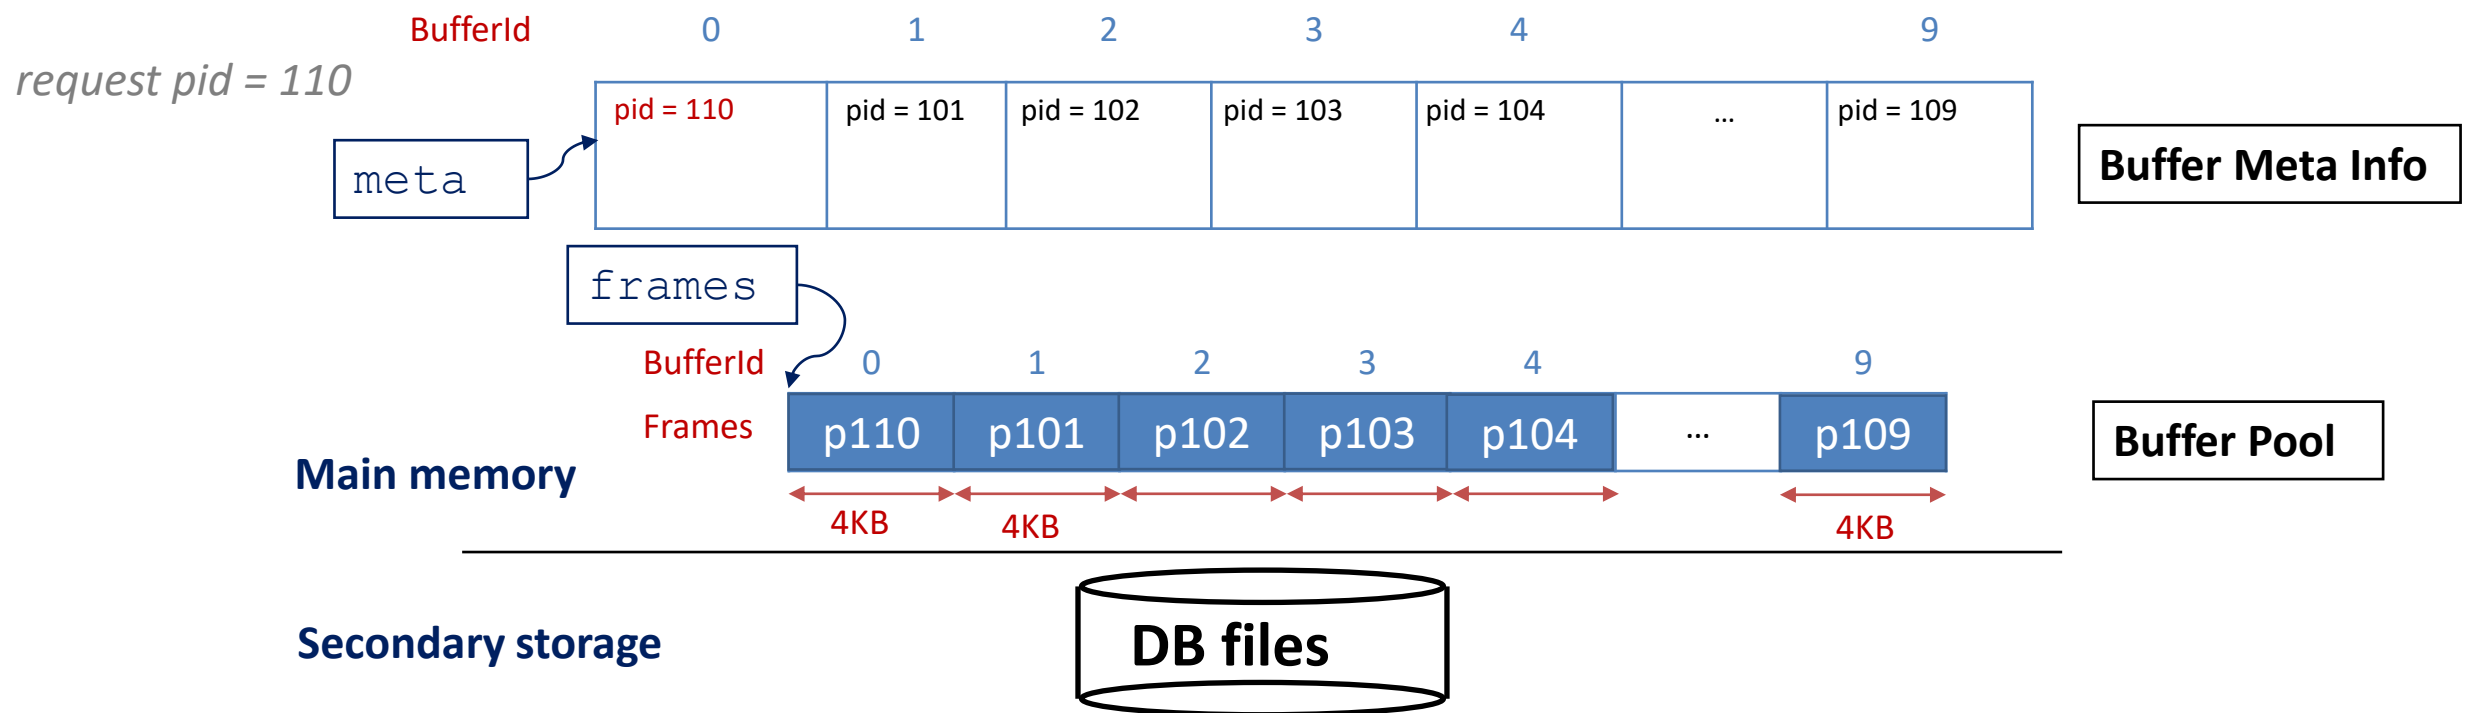 BufferId 0 1 2 3 4 9
request pid = 110
pid = 110 pid = 101 pid = 102 pid = 103 pid = 104 ... pid = 109
meta
Buffer Meta Info
frames
BufferId 0 1 2 3 4 9
Frames p110 p101 p102 p103 p104 ... p109
Buffer Pool
Main memory
4KB 4KB 4KB
Secondary storage
DB files